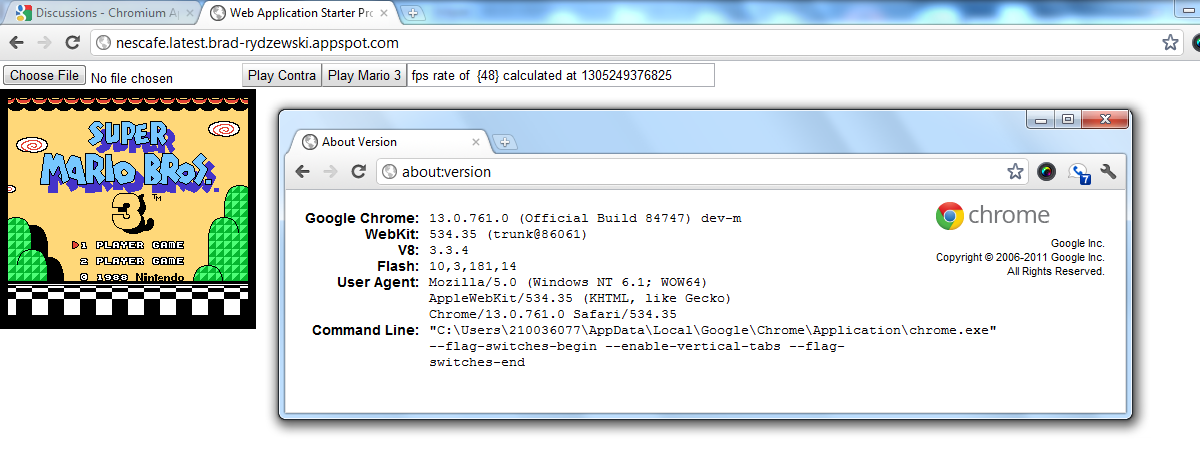 Discussions - Chromium A
Web Application Starter Pro
nescafe.latest.brad-rydzewski.appspot.com
Choose File No file chosen Play Contra Play Mario 3 fps rate of {48} calculated at 1305249376825
SUPER
MARIO BROS.
3 TM
1 PLAYER GAME
2 PLAYER GAME
© 1988 Nintendo
About Version
about:version
7
chrome
Google Inc.
Copyright © 2006-2011 Google Inc.
All Rights Reserved.
Google Chrome: 13.0.761.0 (Official Build 84747) dev-m
WebKit: 534.35 (trunk@86061)
V8: 3.3.4
Flash: 10,3,181,14
User Agent: Mozilla/5.0 (Windows NT 6.1; WOW64)
AppleWebKit/534.35 (KHTML, like Gecko)
Chrome/13.0.761.0 Safari/534.35
Command Line: "C:\Users\210036077\AppData\Local\Google\Chrome\Application\chrome.exe"
--flag-switches-begin --enable-vertical-tabs --flag-
switches-end